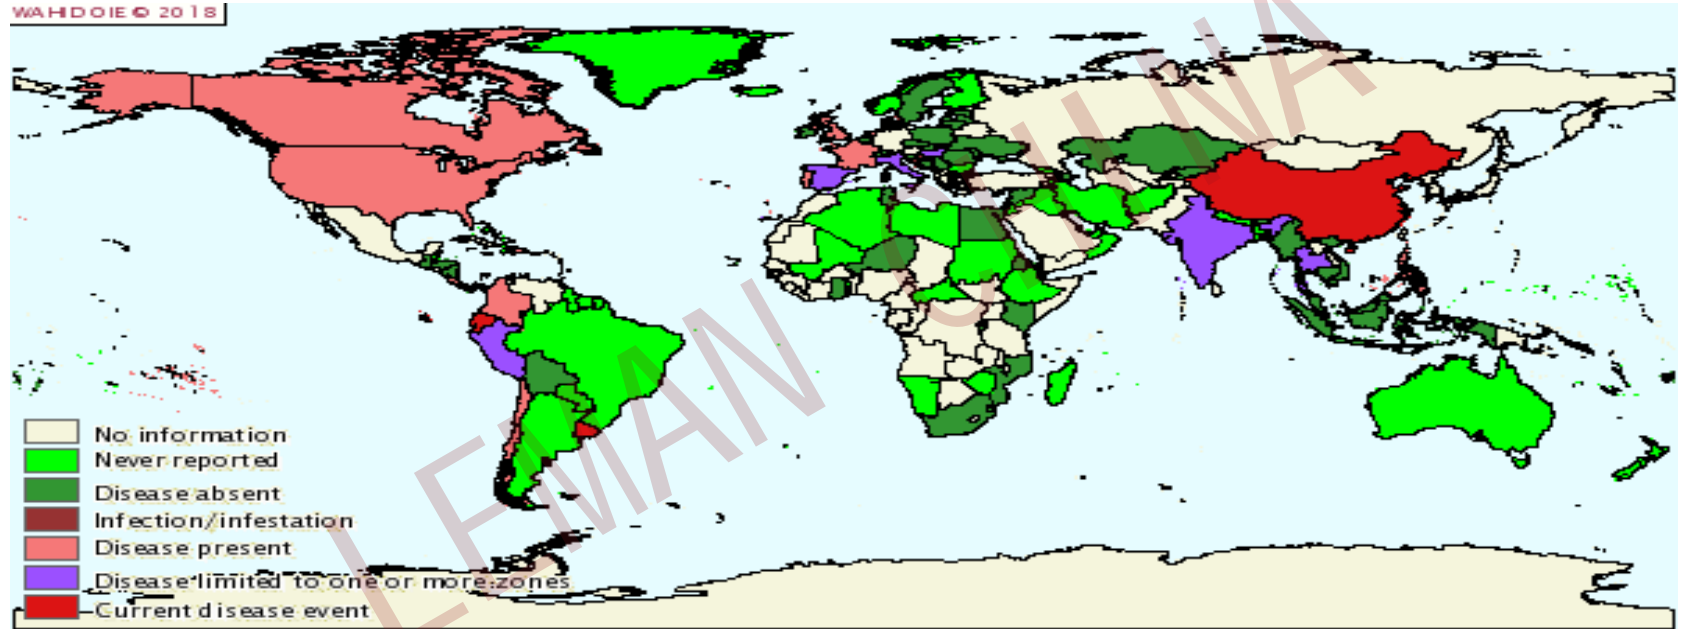 WAHIDOIE© 2018
LEMAN CHINA
No information
Never reported
Disease absent
Infection/infestation
Disease present
Disease limited to one or more zones
Current disease event